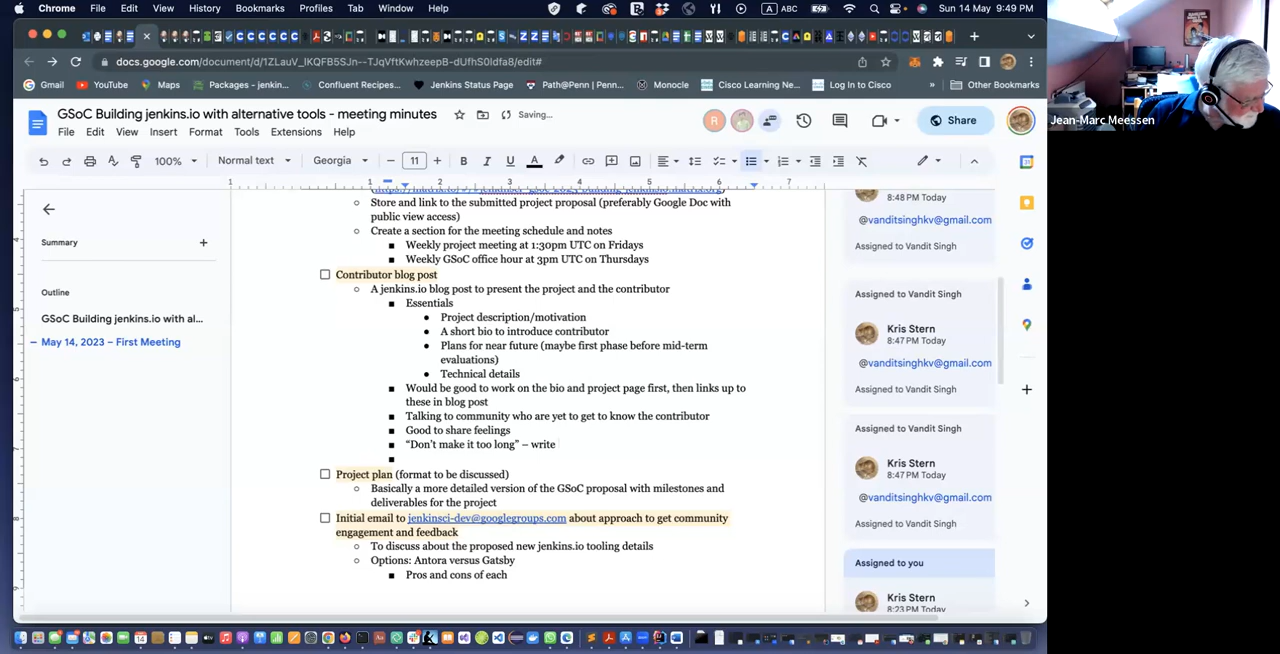 Chrome File Edit View History Bookmarks Profiles Tab Window Help
A ABC Sun 14 May 9:49 PM
docs.google.com/document/d/1ZLauV_IKQFB5SJn--TJqVftKwhzeepB-dUfhS0Idfa8/edit#
Gmail YouTube Maps Packages - jenkin... Confluent Recipes... Jenkins Status Page Path@Penn | Penn... Monocle Cisco Learning Ne... Log In to Cisco » Other Bookmarks
GSoC Building jenkins.io with alternative tools - meeting minutes Saving...
File Edit View Insert Format Tools Extensions Help
R Share
100% Normal text Georgia 11 B I U A
1 1 2 3 4 5 6 7
Summary
Outline
GSoC Building jenkins.io with al...
May 14, 2023 – First Meeting
Store and link to the submitted project proposal (preferably Google Doc with
public view access)
Create a section for the meeting schedule and notes
Weekly project meeting at 1:30pm UTC on Fridays
Weekly GSoC office hour at 3pm UTC on Thursdays
Contributor blog post
A jenkins.io blog post to present the project and the contributor
Essentials
Project description/motivation
A short bio to introduce contributor
Plans for near future (maybe first phase before mid-term
evaluations)
Technical details
Would be good to work on the bio and project page first, then links up to
these in blog post
Talking to community who are yet to get to know the contributor
Good to share feelings
“Don’t make it too long” – write
Project plan (format to be discussed)
Basically a more detailed version of the GSoC proposal with milestones and
deliverables for the project
Initial email to jenkinsci-dev@googlegroups.com about approach to get community
engagement and feedback
To discuss about the proposed new jenkins.io tooling details
Options: Antora versus Gatsby
Pros and cons of each
8:48 PM Today
@vanditsinghkv@gmail.com
Assigned to Vandit Singh
Assigned to Vandit Singh
Kris Stern
8:47 PM Today
@vanditsinghkv@gmail.com
Assigned to Vandit Singh
Assigned to Vandit Singh
Kris Stern
8:47 PM Today
@vanditsinghkv@gmail.com
Assigned to Vandit Singh
Assigned to you
Kris Stern
8:23 PM Today
Jean-Marc Meessen